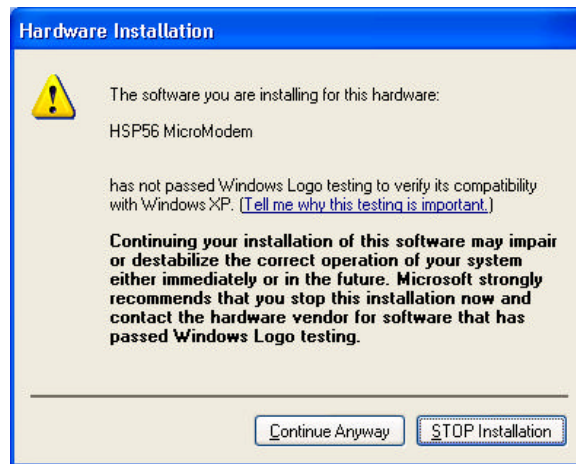 Hardware Installation
The software you are installing for this hardware:
HSP56 MicroModem
has not passed Windows Logo testing to verify its compatibility
with Windows XP. (Tell me why this testing is important.)
Continuing your installation of this software may impair
or destabilize the correct operation of your system
either immediately or in the future. Microsoft strongly
recommends that you stop this installation now and
contact the hardware vendor for software that has
passed Windows Logo testing.
Continue Anyway
STOP Installation